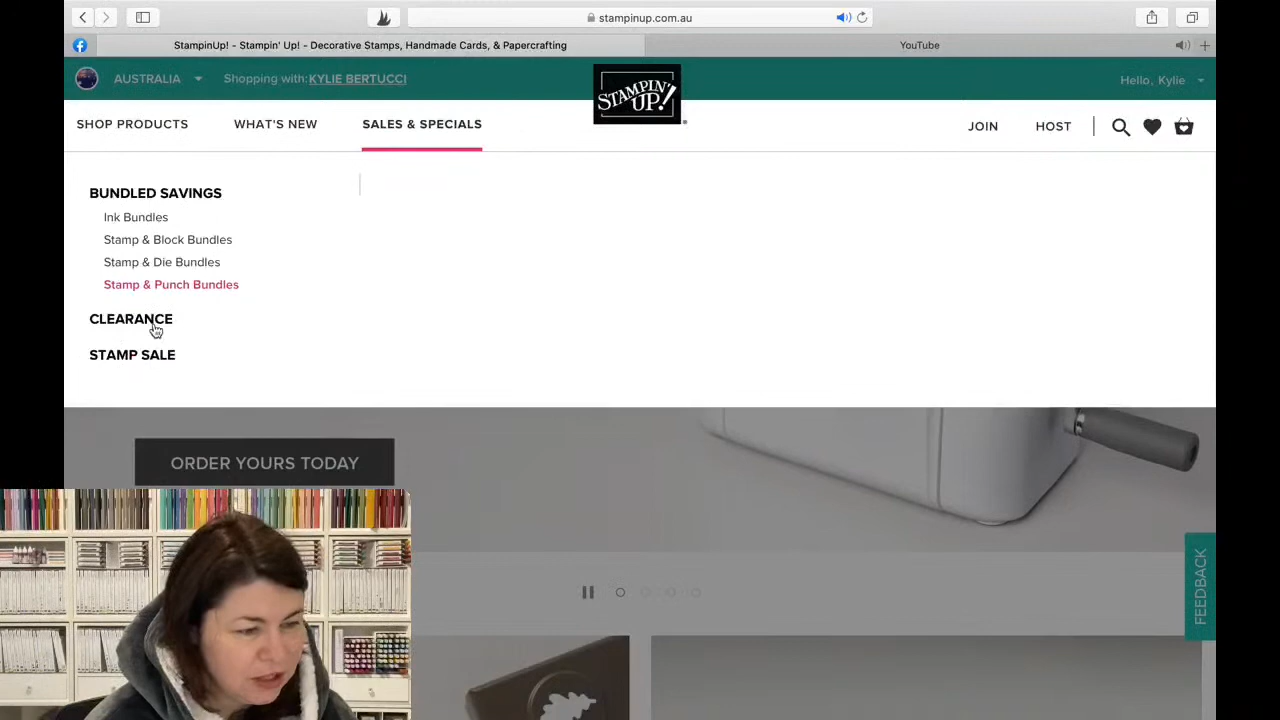 stampinup.com.au
StampinUp! - Stampin' Up! - Decorative Stamps, Handmade Cards, & Papercrafting
YouTube
AUSTRALIA
Shopping with: KYLIE BERTUCCI
STAMPIN' UP!
Hello, Kylie
SHOP PRODUCTS
WHAT'S NEW
SALES & SPECIALS
JOIN
HOST
BUNDLED SAVINGS
Ink Bundles
Stamp & Block Bundles
Stamp & Die Bundles
Stamp & Punch Bundles
CLEARANCE
STAMP SALE
ORDER YOURS TODAY
FEEDBACK